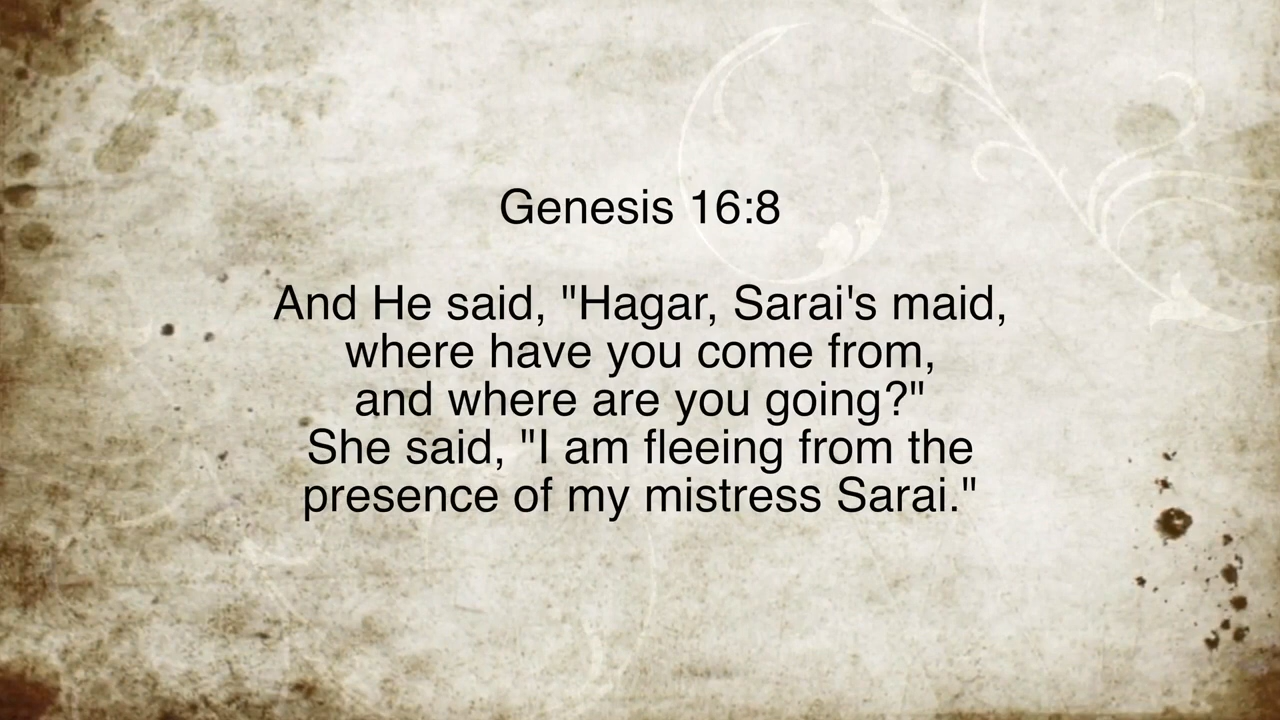 Genesis 16:8
And He said, "Hagar, Sarai's maid,
where have you come from,
and where are you going?"
She said, "I am fleeing from the
presence of my mistress Sarai."